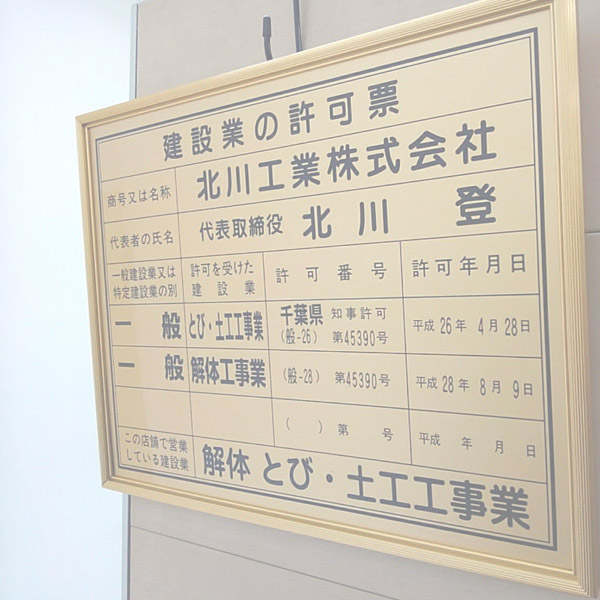 建設業の許可票
商号又は名称 北川工業株式会社
代表者の氏名 代表取締役 北川 登
一般建設業又は特定建設業の別 許可を受けた建設業 許可番号 許可年月日
一般 とび・土工工事業 千葉県 知事許可 (般-26) 第45390号 平成26年4月28日
一般 解体工事業 (般-28) 第45390号 平成28年8月9日
( ) 第 号 平成 年 月 日
この店舗で営業している建設業 解体 とび・土工工事業